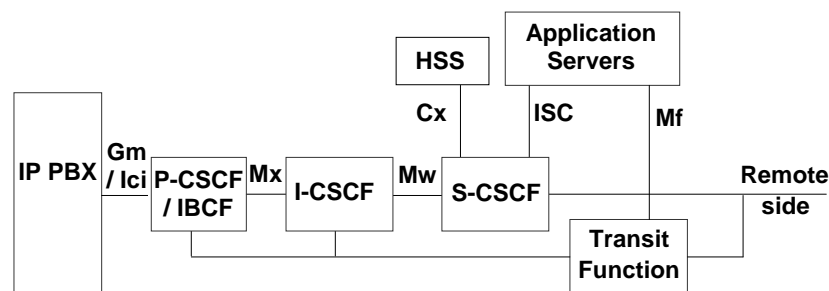 Application
Servers
HSS
Cx
ISC
Mf
IP PBX
Gm
/ Ici
P-CSCF
/ IBCF
Mx
I-CSCF
Mw
S-CSCF
Remote
side
Transit
Function